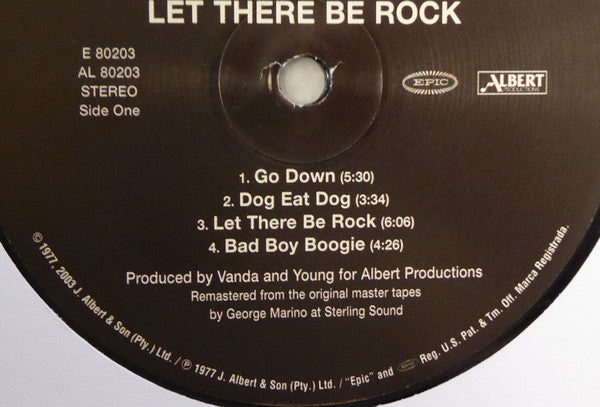 LET THERE BE ROCK
E 80203
AL 80203
STEREO
Side One
EPIC
ALBERT
PRODUCTIONS
1. Go Down (5:30)
2. Dog Eat Dog (3:34)
3. Let There Be Rock (6:06)
4. Bad Boy Boogie (4:26)
Produced by Vanda and Young for Albert Productions
Remastered from the original master tapes
by George Marino at Sterling Sound
© 1977, 2003 J. Albert & Son (Pty.) Ltd. / ℗ 1977 J. Albert & Son (Pty.) Ltd. / "Epic" and EPIC Reg. U.S. Pat. & Tm. Off. Marca Registrada.